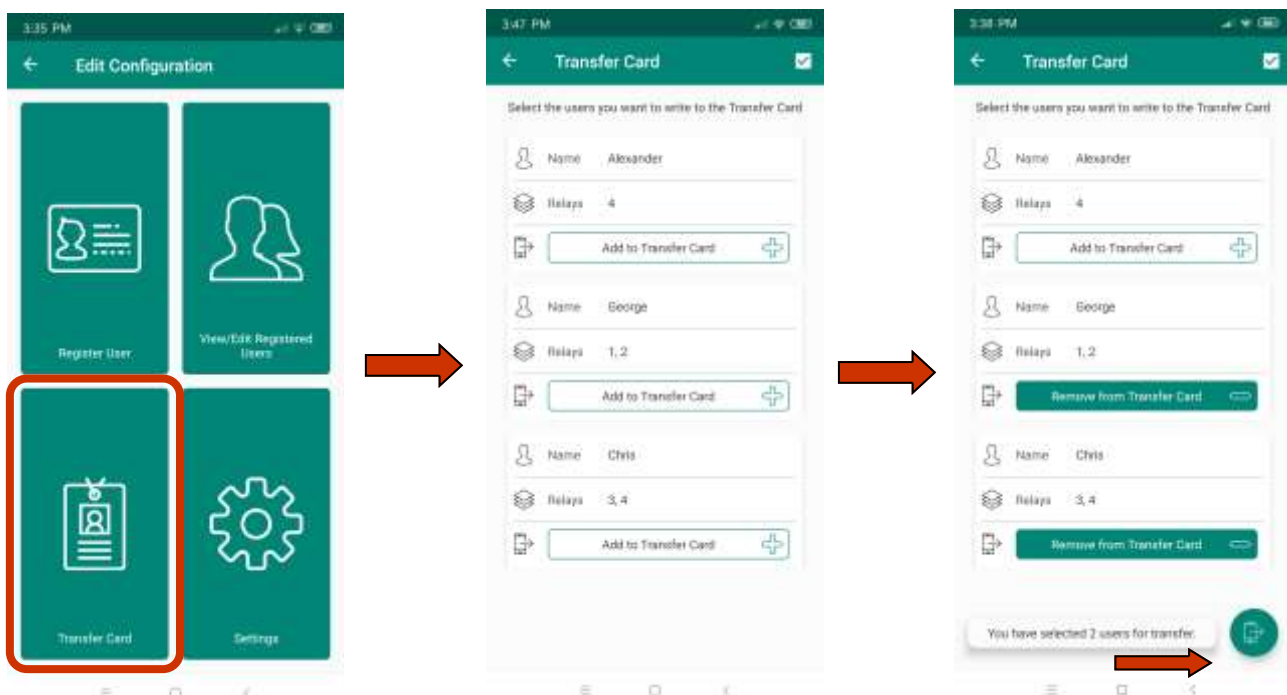 3:35 PM
Edit Configuration
Register User
View/Edit Registered
Users
Transfer Card
Settings
3:47 PM
Transfer Card
Select the users you want to write to the Transfer Card
Name Alexander
Relays 4
Add to Transfer Card
Name George
Relays 1, 2
Add to Transfer Card
Name Chris
Relays 3, 4
Add to Transfer Card
3:38 PM
Transfer Card
Select the users you want to write to the Transfer Card
Name Alexander
Relays 4
Add to Transfer Card
Name George
Relays 1, 2
Remove from Transfer Card
Name Chris
Relays 3, 4
Remove from Transfer Card
You have selected 2 users for transfer.